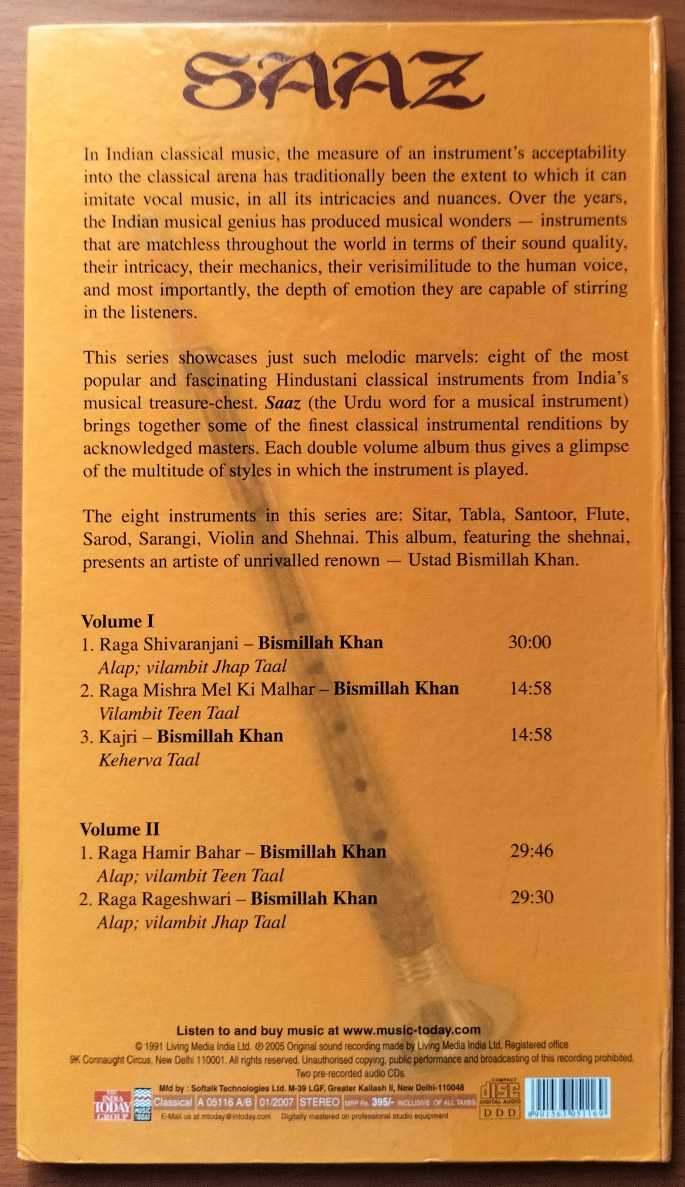 SAAZ
In Indian classical music, the measure of an instrument's acceptability
into the classical arena has traditionally been the extent to which it can
imitate vocal music, in all its intricacies and nuances. Over the years,
the Indian musical genius has produced musical wonders — instruments
that are matchless throughout the world in terms of their sound quality,
their intricacy, their mechanics, their verisimilitude to the human voice,
and most importantly, the depth of emotion they are capable of stirring
in the listeners.
This series showcases just such melodic marvels: eight of the most
popular and fascinating Hindustani classical instruments from India's
musical treasure-chest. Saaz (the Urdu word for a musical instrument)
brings together some of the finest classical instrumental renditions by
acknowledged masters. Each double volume album thus gives a glimpse
of the multitude of styles in which the instrument is played.
The eight instruments in this series are: Sitar, Tabla, Santoor, Flute,
Sarod, Sarangi, Violin and Shehnai. This album, featuring the shehnai,
presents an artiste of unrivalled renown — Ustad Bismillah Khan.
Volume I
1. Raga Shivaranjani – Bismillah Khan 30:00
Alap; vilambit Jhap Taal
2. Raga Mishra Mel Ki Malhar – Bismillah Khan 14:58
Vilambit Teen Taal
3. Kajri – Bismillah Khan 14:58
Keherva Taal
Volume II
1. Raga Hamir Bahar – Bismillah Khan 29:46
Alap; vilambit Teen Taal
2. Raga Rageshwari – Bismillah Khan 29:30
Alap; vilambit Jhap Taal
Listen to and buy music at www.music-today.com
© 1991 Living Media India Ltd. ℗ 2005 Original sound recording made by Living Media India Ltd. Registered office
9K Connaught Circus, New Delhi 110001. All rights reserved. Unauthorised copying, public performance and broadcasting of this recording prohibited.
Two pre-recorded audio CDs.
Mfd by : Softalk Technologies Ltd. M-39 LGF, Greater Kailash II, New Delhi-110048
THE INDIA TODAY GROUP MUSIC TODAY Classical A 05116 A/B 01/2007 STEREO MRP Rs. 395/- INCLUSIVE OF ALL TAXES
COMPACT disc DIGITAL AUDIO DDD
E-Mail us at mtoday@intoday.com Digitally mastered on professional studio equipment